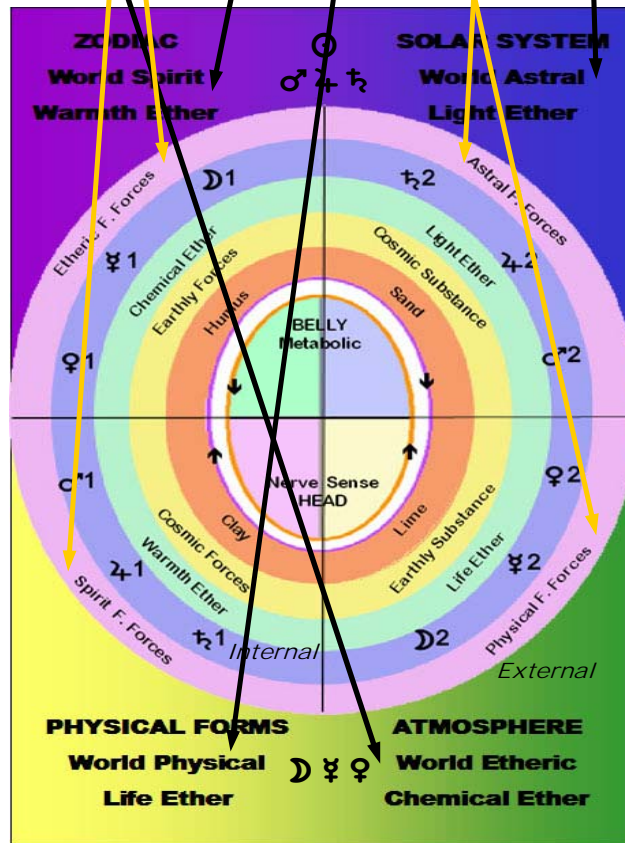 ZODIAC
World Spirit
Warmth Ether
☉
♂ ♃ ♄
SOLAR SYSTEM
World Astral
Light Ether
Etheric F. Forces
Astral F. Forces
☽1
♄2
☿1
♃2
♀1
♂2
♂1
♀2
♃1
☿2
♄1
☽2
Chemical Ether
Light Ether
Earthly Forces
Cosmic Substance
Humus
Sand
BELLY
Metabolic
Nerve Sense
HEAD
Clay
Lime
Cosmic Forces
Earthly Substance
Warmth Ether
Life Ether
Spirit F. Forces
Physical F. Forces
Internal
External
PHYSICAL FORMS
World Physical
Life Ether
☽ ☿ ♀
ATMOSPHERE
World Etheric
Chemical Ether